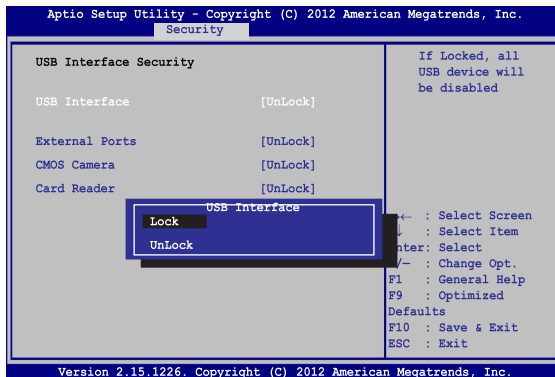 Aptio Setup Utility - Copyright (C) 2012 American Megatrends, Inc.
Security
USB Interface Security
USB Interface [UnLock]
External Ports [UnLock]
CMOS Camera [UnLock]
Card Reader [UnLock]
USB Interface
Lock
UnLock
If Locked, all
USB device will
be disabled
→← : Select Screen
↓ : Select Item
nter: Select
/— : Change Opt.
F1 : General Help
F9 : Optimized
Defaults
F10 : Save & Exit
ESC : Exit
Version 2.15.1226. Copyright (C) 2012 American Megatrends, Inc.